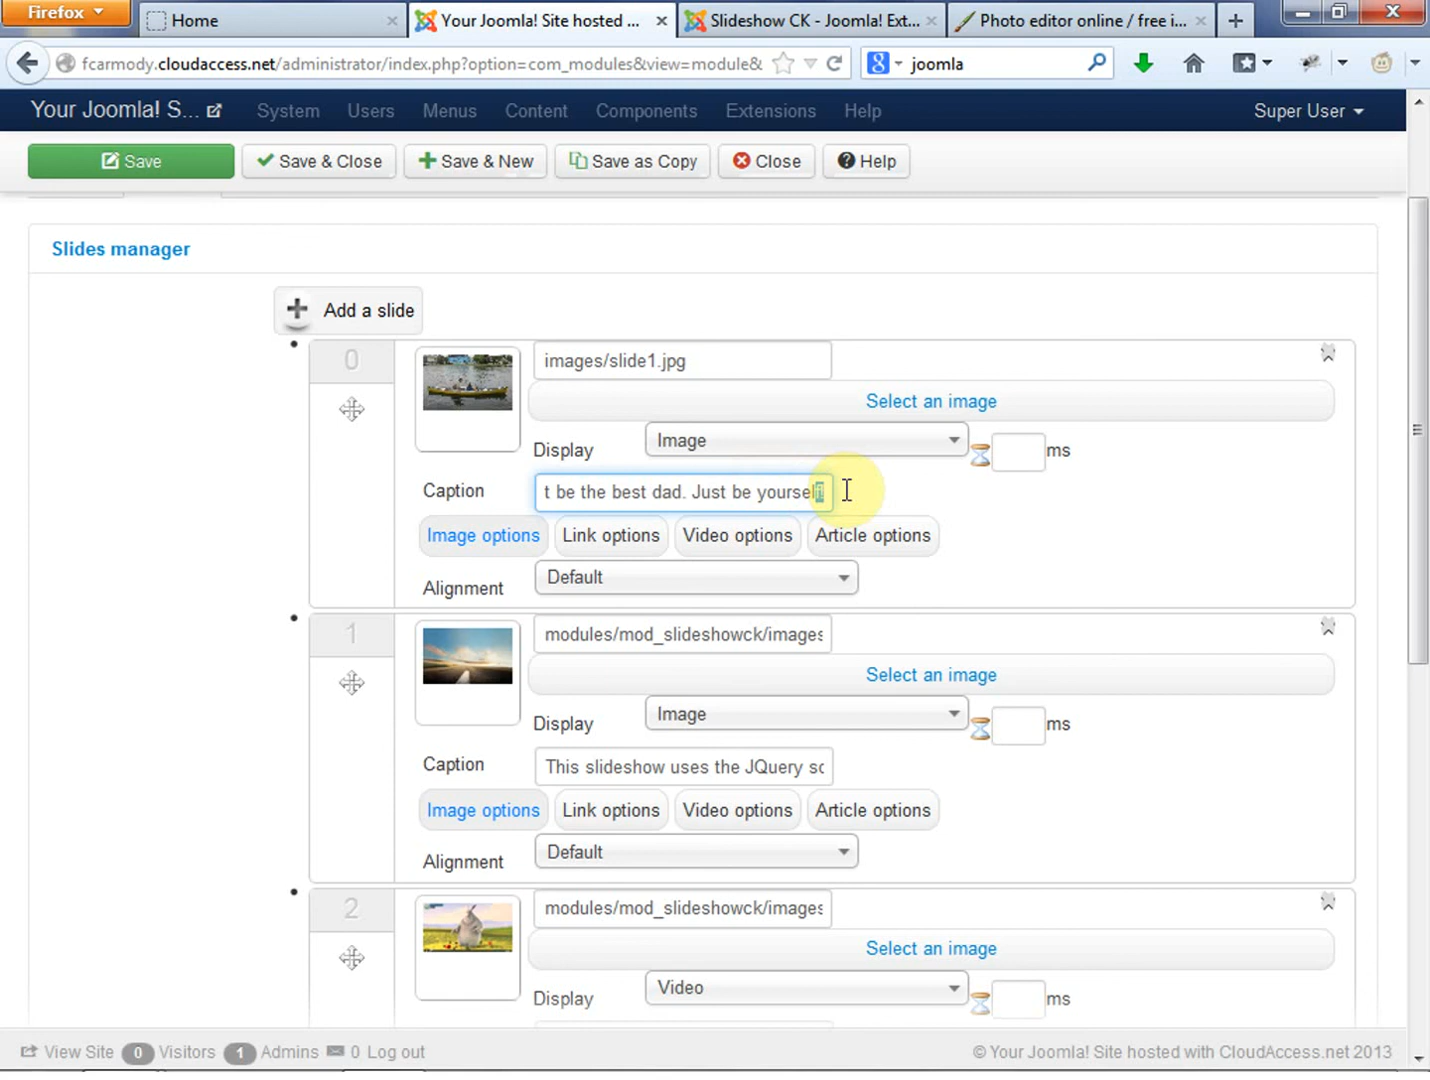 Firefox
Home
Your Joomla! Site hosted ...
Slideshow CK - Joomla! Ext...
Photo editor online / free i...
fcarmody.cloudaccess.net/administrator/index.php?option=com_modules&view=module&
joomla
Your Joomla! S... System Users Menus Content Components Extensions Help Super User
Save Save & Close Save & New Save as Copy Close Help
Slides manager
Add a slide
0
images/slide1.jpg
Select an image
Display Image ms
Caption t be the best dad. Just be yoursel
Image options Link options Video options Article options
Alignment Default
1
modules/mod_slideshowck/images
Select an image
Display Image ms
Caption This slideshow uses the JQuery sc
Image options Link options Video options Article options
Alignment Default
2
modules/mod_slideshowck/images
Select an image
Display Video ms
View Site 0 Visitors 1 Admins 0 Log out © Your Joomla! Site hosted with CloudAccess.net 2013